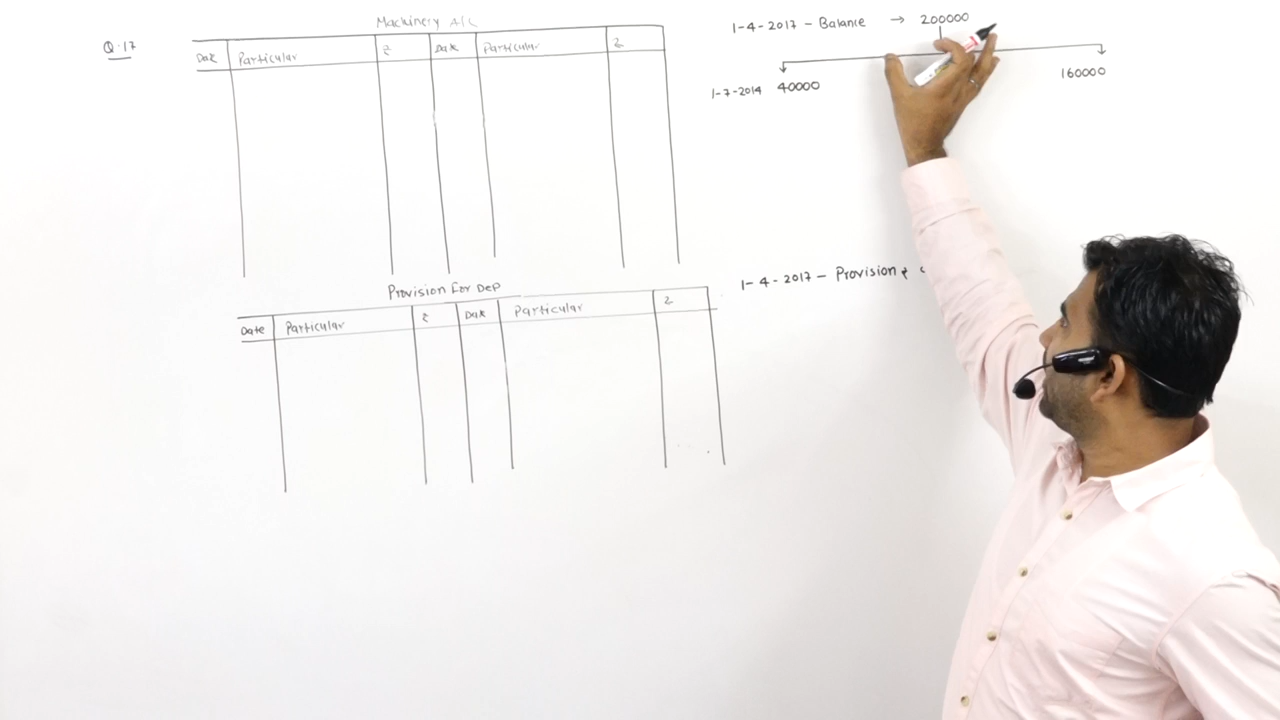 Q.17
Machinery A/C
Date Particular ₹ Date Particular ₹
1-4-2017 - Balance → 200000
1-7-2014 40000
160000
Provision for Dep
Date Particular ₹ Date Particular ₹
1-4-2017 - Provision